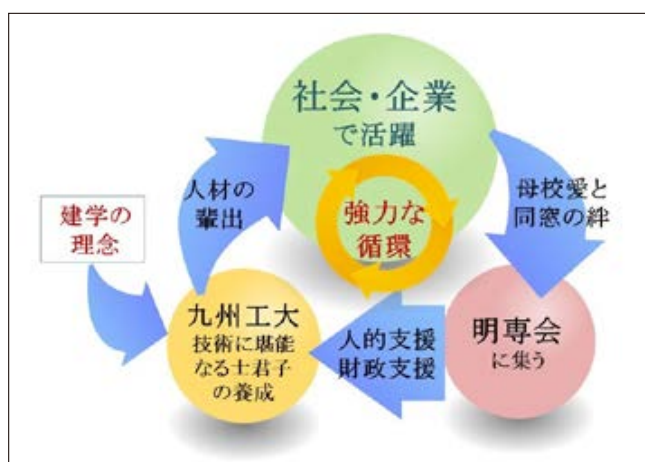 社会・企業
で活躍
人材の
輩出
母校愛と
同窓の絆
建学の
理念
強力な
循環
九州工大
技術に堪能
なる士君子
の養成
人的支援
財政支援
明専会
に集う